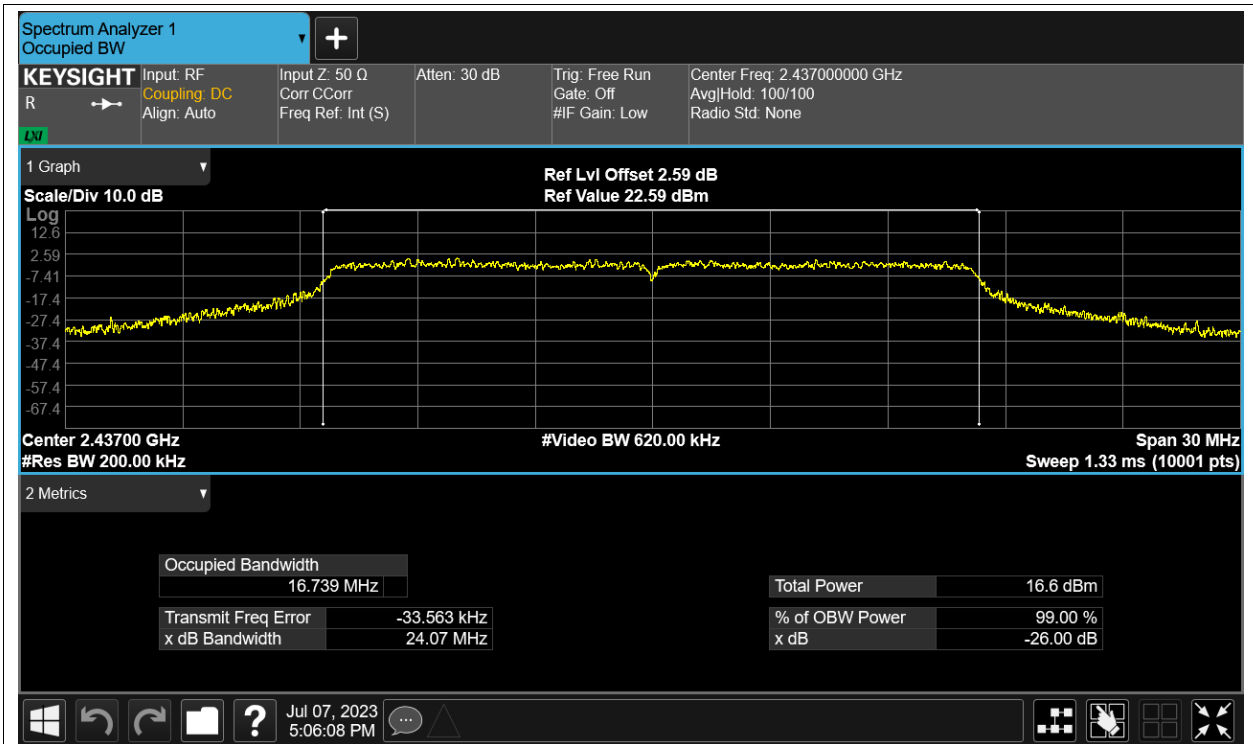 Spectrum Analyzer 1
Occupied BW
KEYSIGHT
R
LXI
Input: RF
Coupling: DC
Align: Auto
Input Z: 50 Ω
Corr CCorr
Freq Ref: Int (S)
Atten: 30 dB
Trig: Free Run
Gate: Off
#IF Gain: Low
Center Freq: 2.437000000 GHz
Avg|Hold: 100/100
Radio Std: None
1 Graph
Scale/Div 10.0 dB
Ref Lvl Offset 2.59 dB
Ref Value 22.59 dBm
Log
12.6
2.59
-7.41
-17.4
-27.4
-37.4
-47.4
-57.4
-67.4
Center 2.43700 GHz
#Res BW 200.00 kHz
#Video BW 620.00 kHz
Span 30 MHz
Sweep 1.33 ms (10001 pts)
2 Metrics
Occupied Bandwidth
16.739 MHz
Transmit Freq Error -33.563 kHz
x dB Bandwidth 24.07 MHz
Total Power 16.6 dBm
% of OBW Power 99.00 %
x dB -26.00 dB
?
Jul 07, 2023
5:06:08 PM